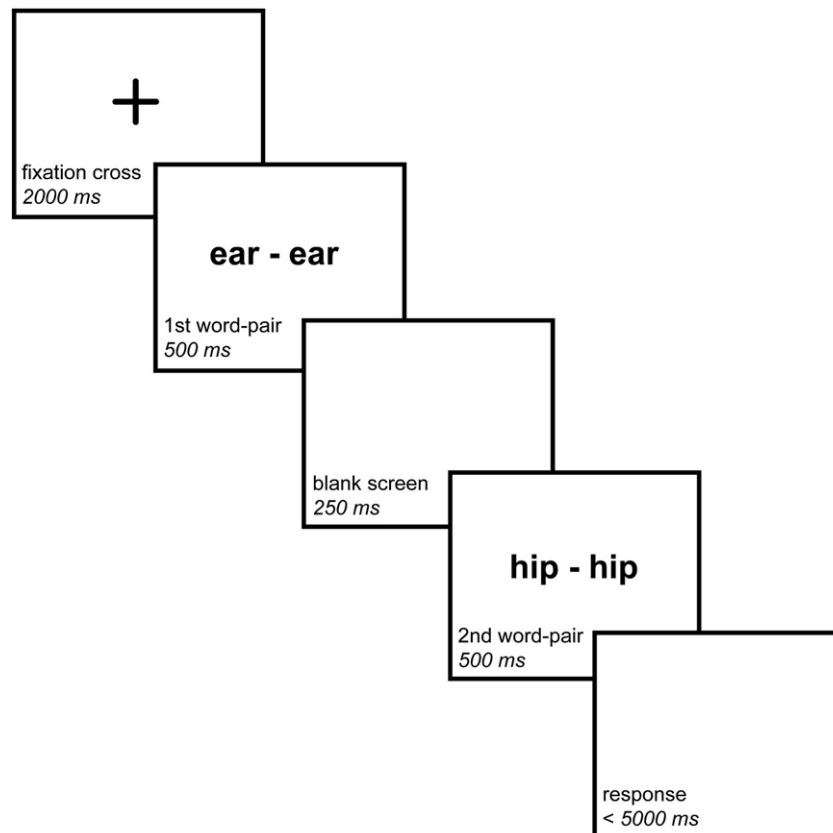 fixation cross
2000 ms
ear - ear
1st word-pair
500 ms
blank screen
250 ms
hip - hip
2nd word-pair
500 ms
response
< 5000 ms